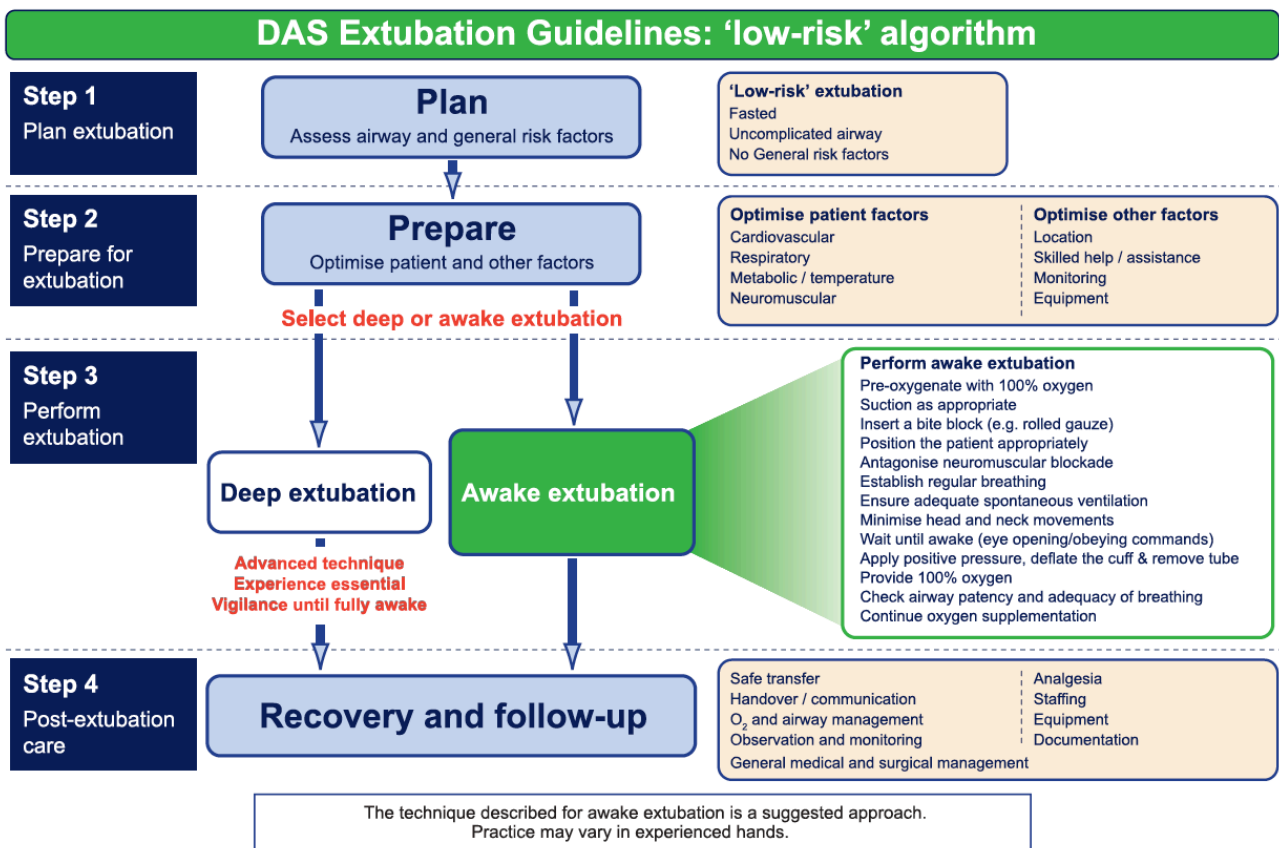 DAS Extubation Guidelines: ‘low-risk’ algorithm
Step 1
Plan extubation
Plan
Assess airway and general risk factors
‘Low-risk’ extubation
Fasted
Uncomplicated airway
No General risk factors
Step 2
Prepare for
extubation
Prepare
Optimise patient and other factors
Optimise patient factors
Cardiovascular
Respiratory
Metabolic / temperature
Neuromuscular
Optimise other factors
Location
Skilled help / assistance
Monitoring
Equipment
Select deep or awake extubation
Step 3
Perform
extubation
Deep extubation
Awake extubation
Advanced technique
Experience essential
Vigilance until fully awake
Perform awake extubation
Pre-oxygenate with 100% oxygen
Suction as appropriate
Insert a bite block (e.g. rolled gauze)
Position the patient appropriately
Antagonise neuromuscular blockade
Establish regular breathing
Ensure adequate spontaneous ventilation
Minimise head and neck movements
Wait until awake (eye opening/obeying commands)
Apply positive pressure, deflate the cuff & remove tube
Provide 100% oxygen
Check airway patency and adequacy of breathing
Continue oxygen supplementation
Step 4
Post-extubation
care
Recovery and follow-up
Safe transfer
Handover / communication
O₂ and airway management
Observation and monitoring
General medical and surgical management
Analgesia
Staffing
Equipment
Documentation
The technique described for awake extubation is a suggested approach.
Practice may vary in experienced hands.